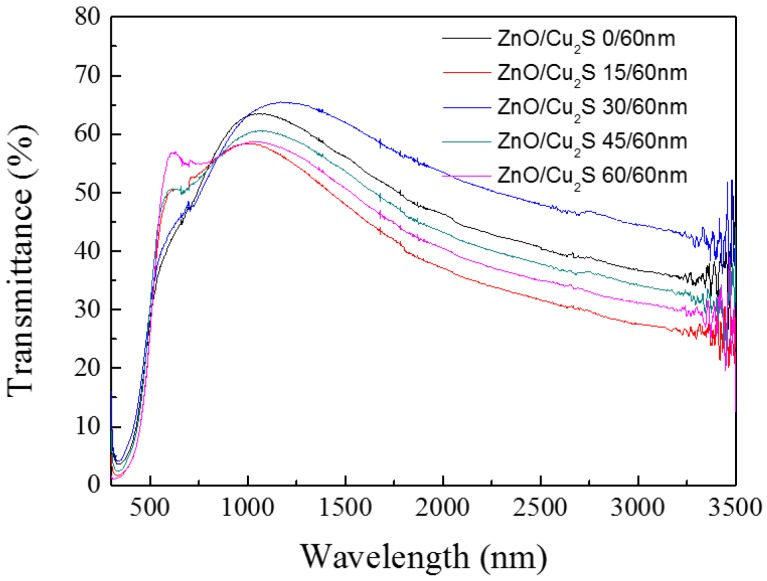 80
70
60
50
40
30
20
10
0
Transmittance (%)
ZnO/Cu₂S 0/60nm
ZnO/Cu₂S 15/60nm
ZnO/Cu₂S 30/60nm
ZnO/Cu₂S 45/60nm
ZnO/Cu₂S 60/60nm
500 1000 1500 2000 2500 3000 3500
Wavelength (nm)